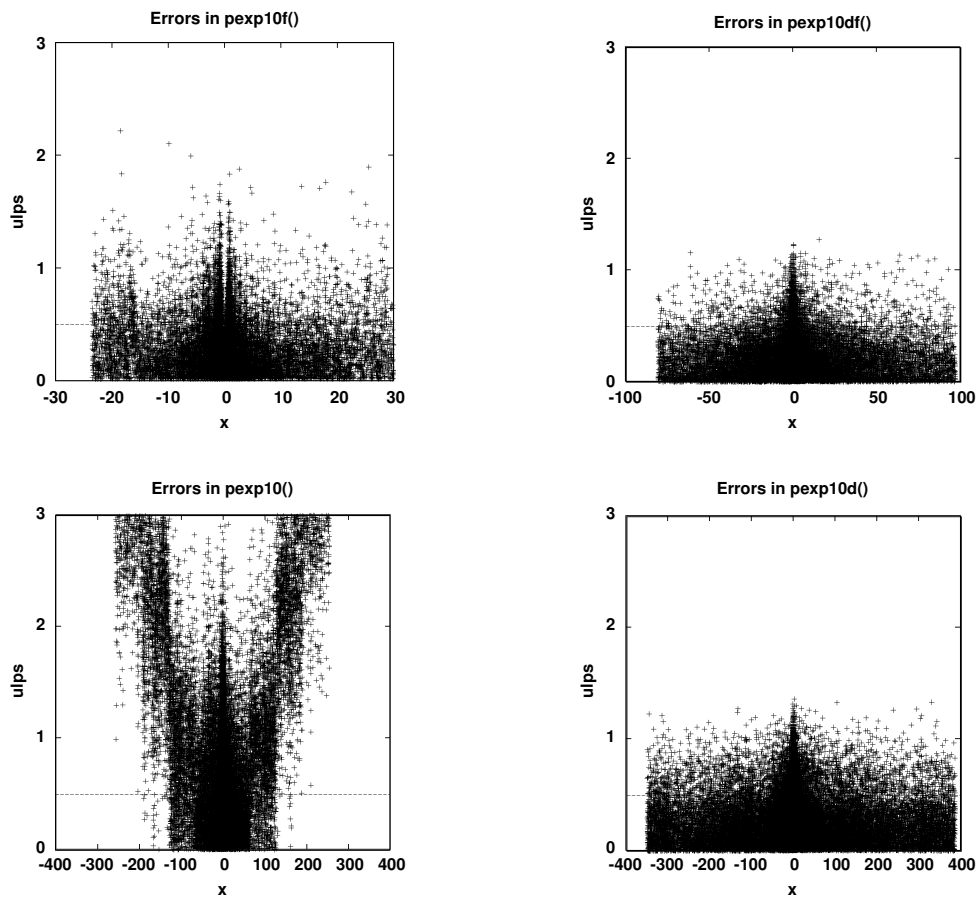 Errors in pexp10f()
3
2
1
0
ulps
-30 -20 -10 0 10 20 30
x
Errors in pexp10df()
3
2
1
0
ulps
-100 -50 0 50 100
x
Errors in pexp10()
3
2
1
0
ulps
-400 -300 -200 -100 0 100 200 300 400
x
Errors in pexp10d()
3
2
1
0
ulps
-400 -300 -200 -100 0 100 200 300 400
x